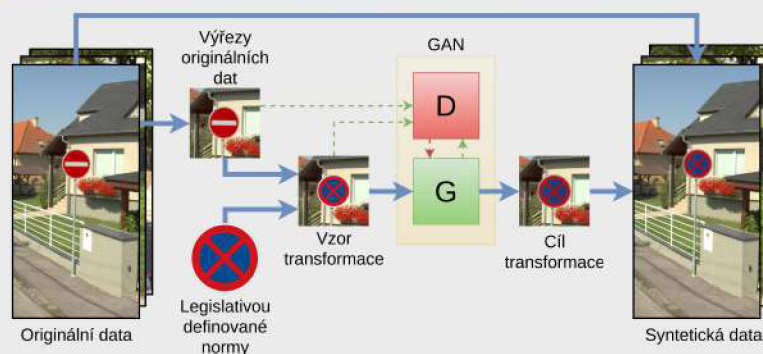 Výřezy
originálních
dat
GAN
D
G
Vzor
transformace
Cíl
transformace
Legislativou
definované
normy
Originální data
Syntetická data